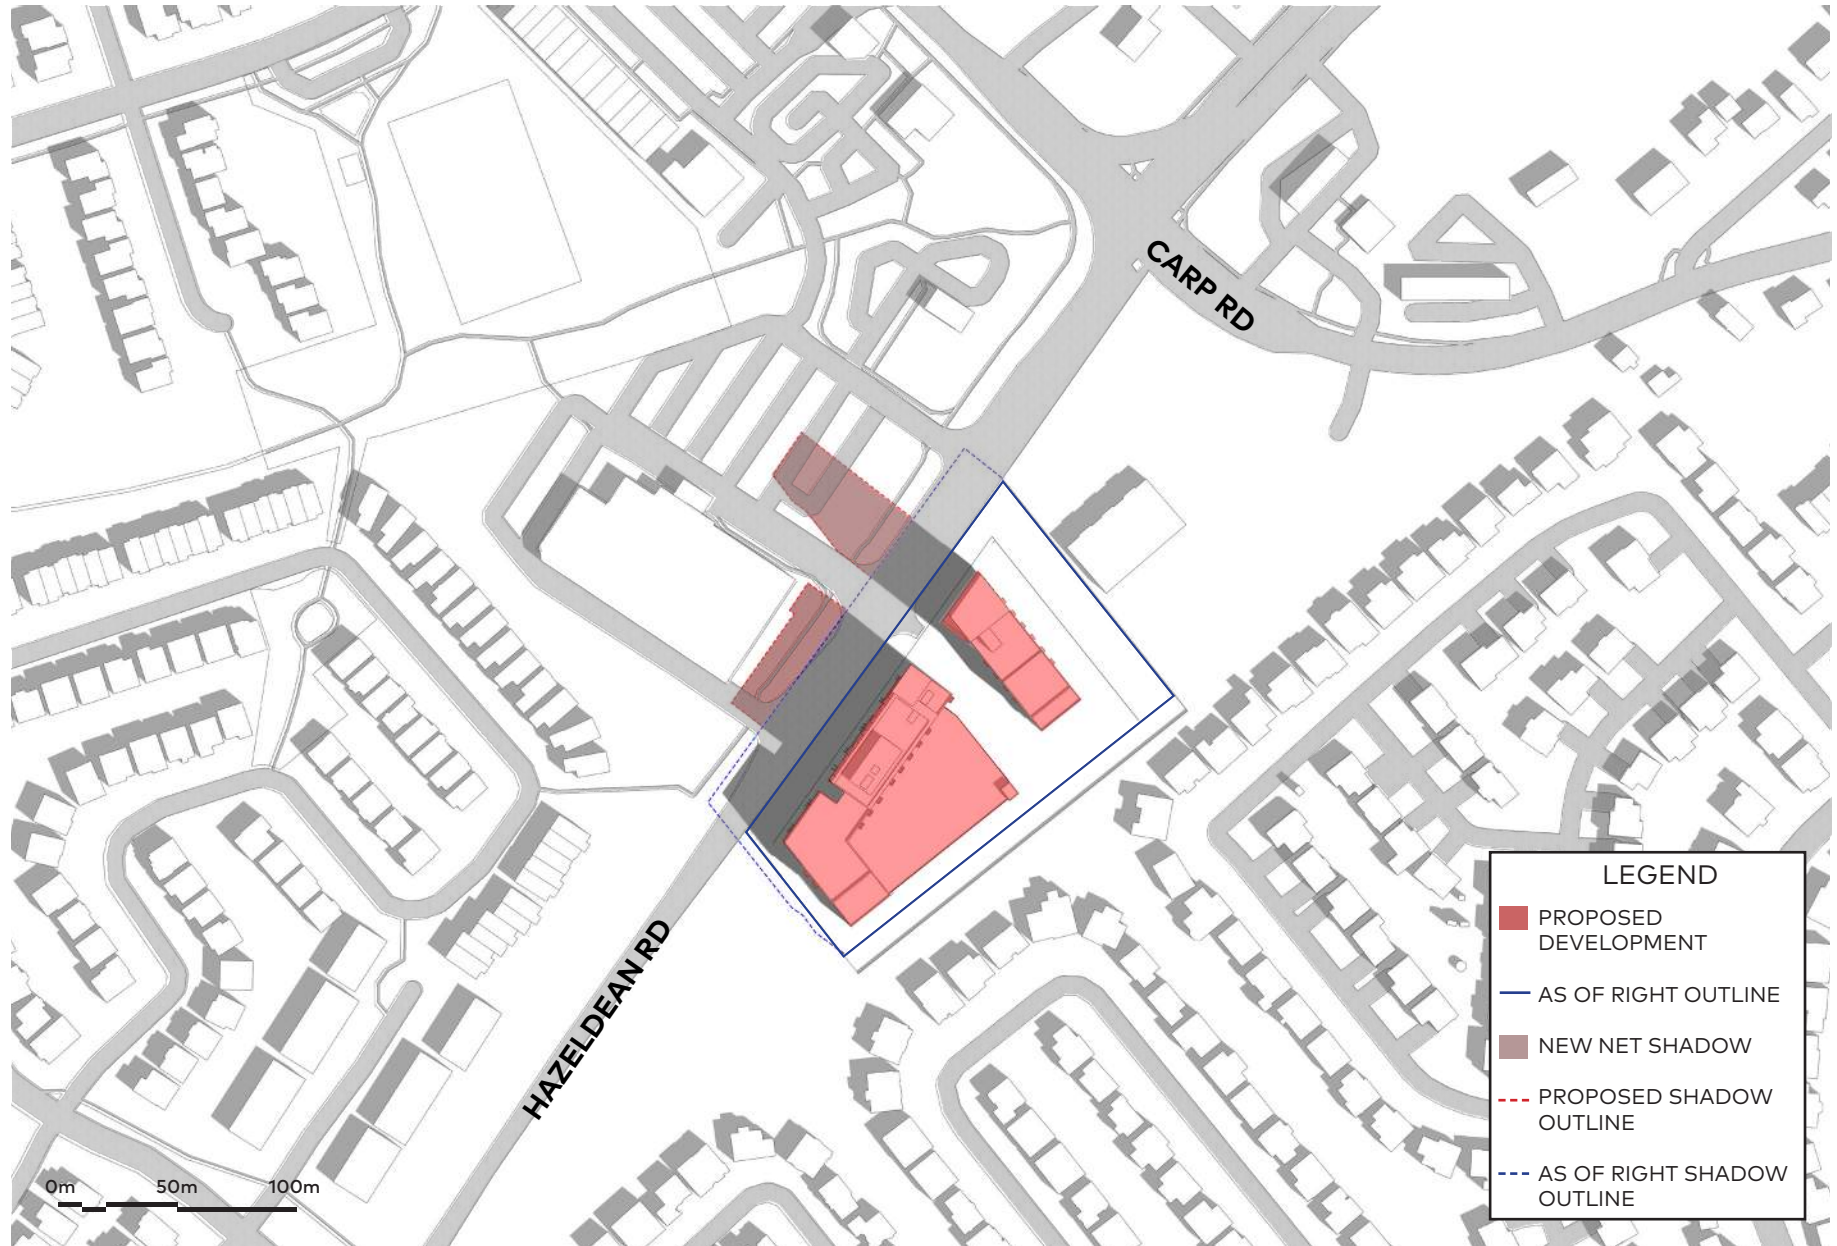 CARP RD
HAZELDEAN RD
0m 50m 100m
LEGEND
PROPOSED
DEVELOPMENT
AS OF RIGHT OUTLINE
NEW NET SHADOW
PROPOSED SHADOW
OUTLINE
AS OF RIGHT SHADOW
OUTLINE